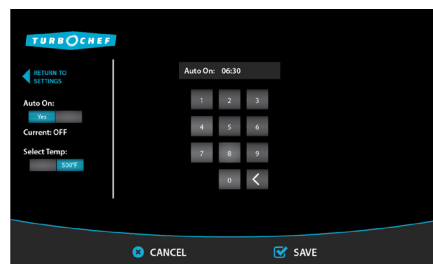 TURBOCHEF
RETURN TO
SETTINGS
Auto On:
Yes
Current: OFF
Select Temp:
500°F
Auto On: 06:30
1 2 3
4 5 6
7 8 9
0
CANCEL
SAVE